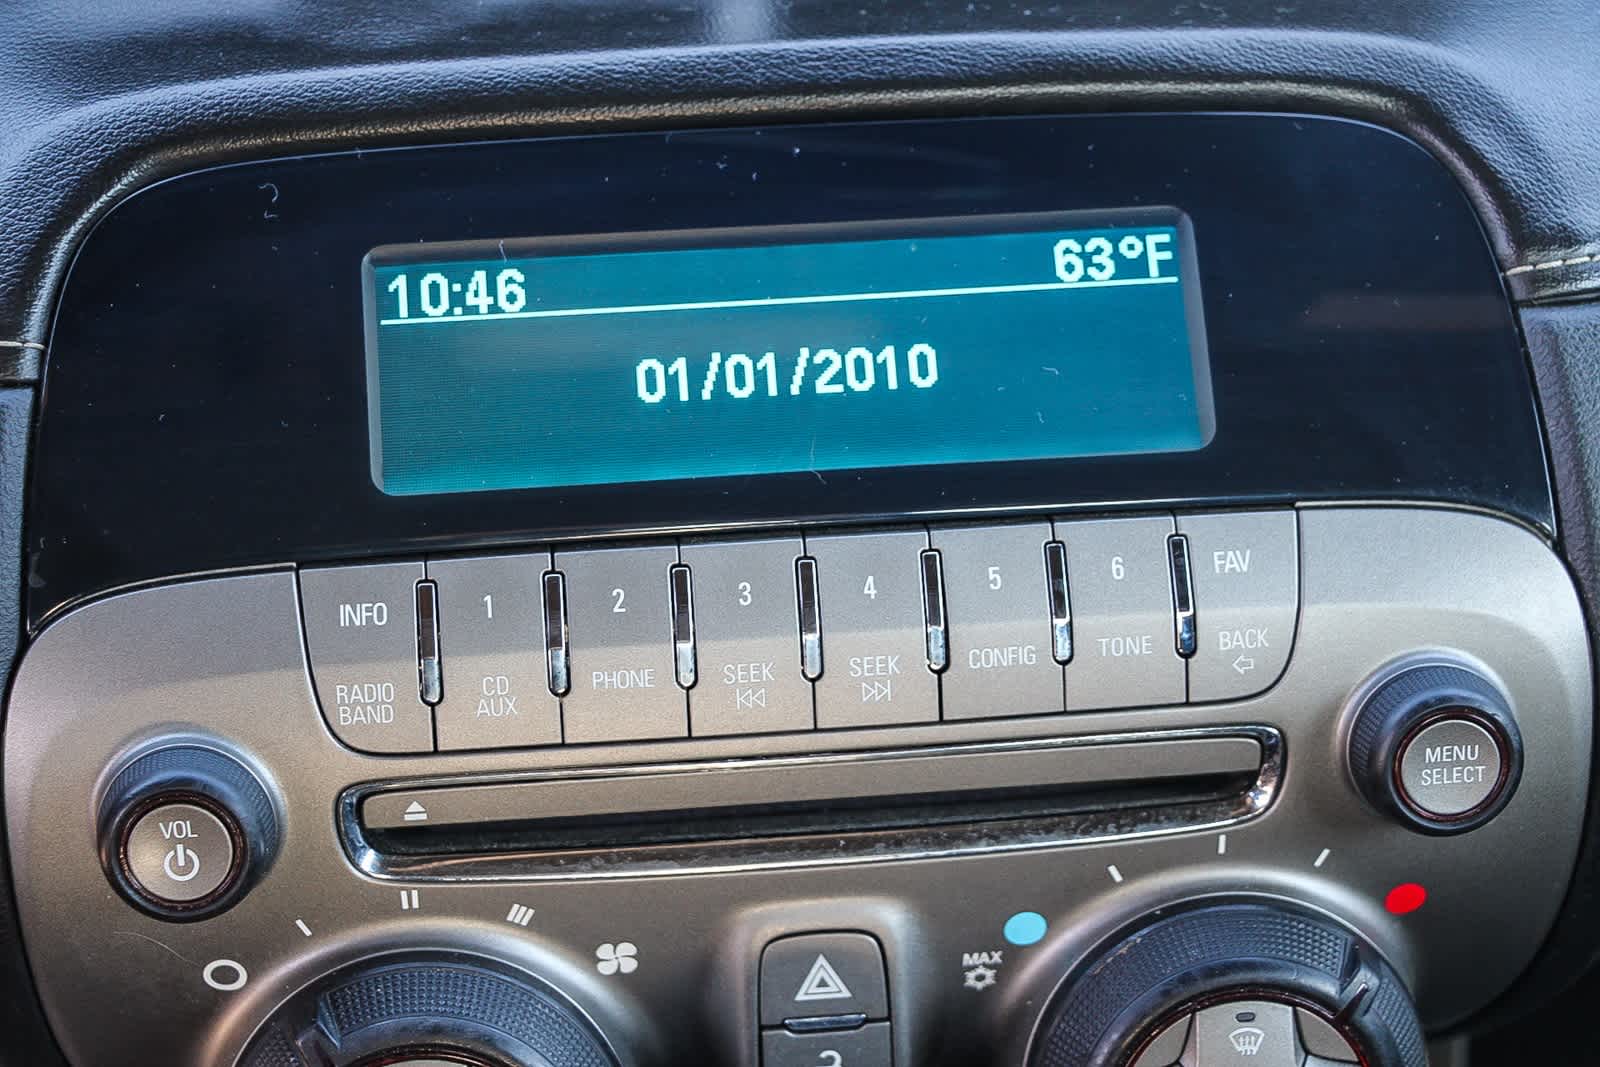 10:46 63°F
01/01/2010
INFO 1 2 3 4 5 6 FAV
RADIO BAND
CD AUX
PHONE
SEEK
SEEK
CONFIG
TONE
BACK
VOL
MENU SELECT
MAX